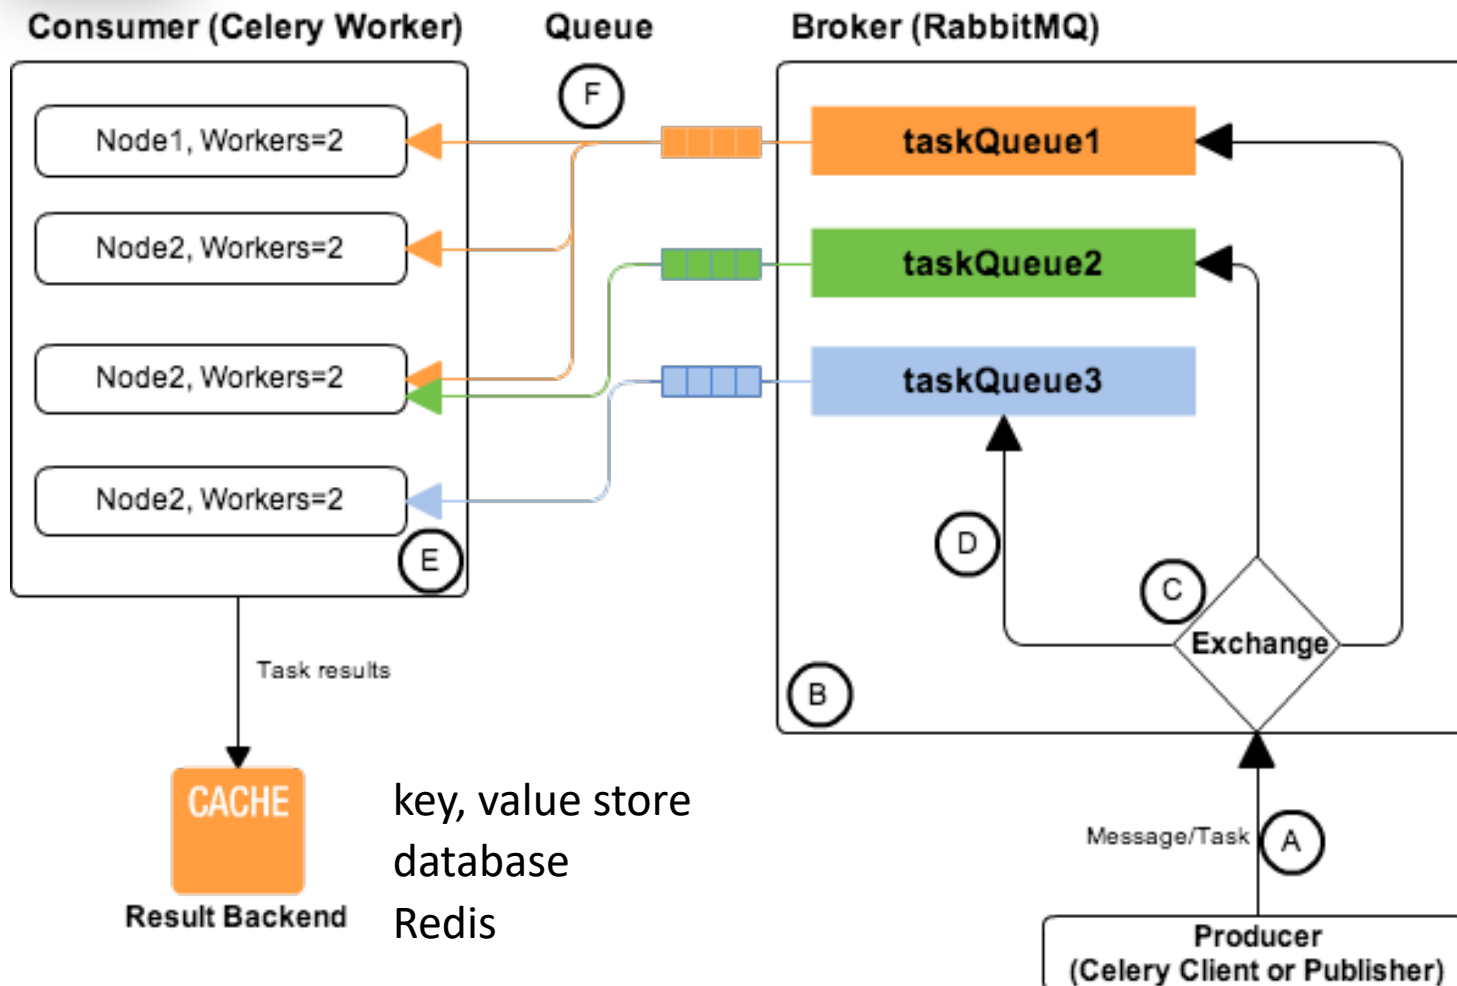 Consumer (Celery Worker)
Queue
Broker (RabbitMQ)
F
Node1, Workers=2
taskQueue1
Node2, Workers=2
taskQueue2
Node2, Workers=2
taskQueue3
Node2, Workers=2
D
E
C
Exchange
Task results
B
CACHE
key, value store
Message/Task
A
database
Result Backend
Redis
Producer
(Celery Client or Publisher)